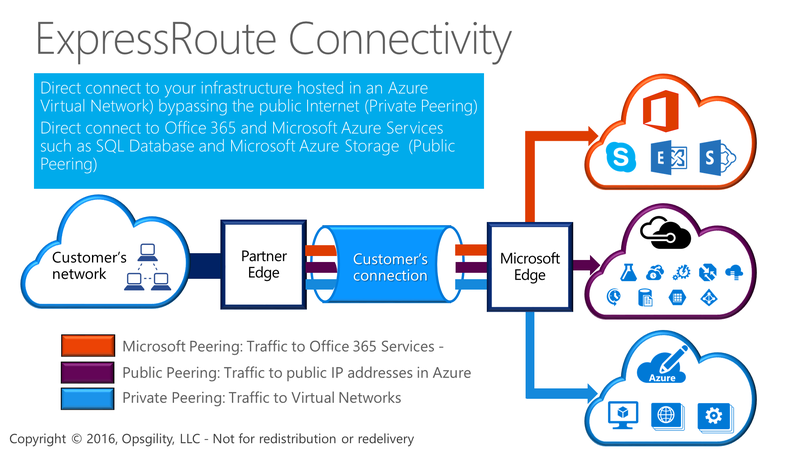 ExpressRoute Connectivity
Direct connect to your infrastructure hosted in an Azure
Virtual Network) bypassing the public Internet (Private Peering)
Direct connect to Office 365 and Microsoft Azure Services
such as SQL Database and Microsoft Azure Storage (Public
Peering)
Customer's
network
Partner
Edge
Customer's
connection
Microsoft
Edge
S
E
S
Azure
Microsoft Peering: Traffic to Office 365 Services -
Public Peering: Traffic to public IP addresses in Azure
Private Peering: Traffic to Virtual Networks
Copyright © 2016, Opsgility, LLC - Not for redistribution or redelivery